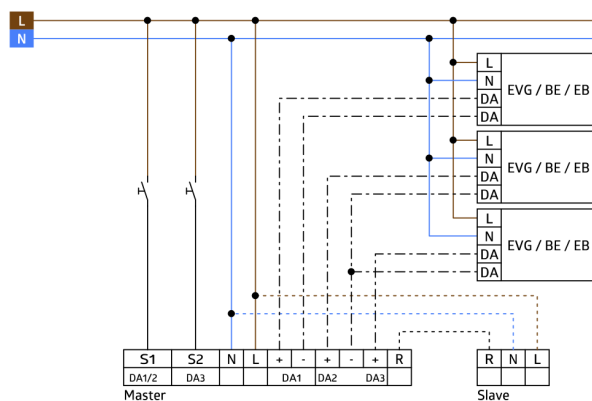 L
N
L
N
DA
DA
EVG / BE / EB
L
N
DA
DA
EVG / BE / EB
L
N
DA
DA
EVG / BE / EB
S1 S2 N L + - + - + R
DA1/2 DA3 DA1 DA2 DA3
Master
R N L
Slave